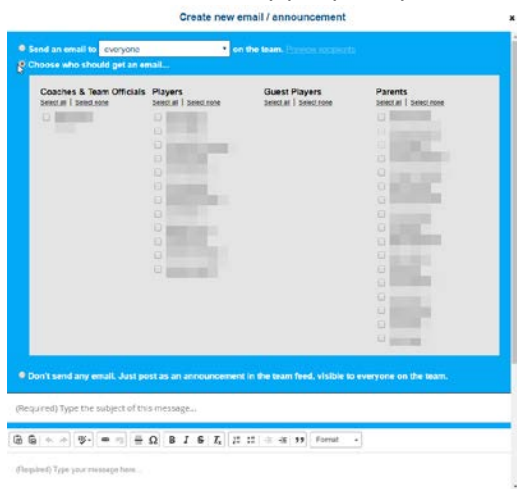 Create new email / announcement
x
Send an email to everyone on the team. Preview recipients
Choose who should get an email...
Coaches & Team Officials Players Guest Players Parents
Select all | Select none Select all | Select none Select all | Select none Select all | Select none
Don't send any email. Just post as an announcement in the team feed, visible to everyone on the team.
(Required) Type the subject of this message...
Ω B I S Tx Format
(Required) Type your message here...